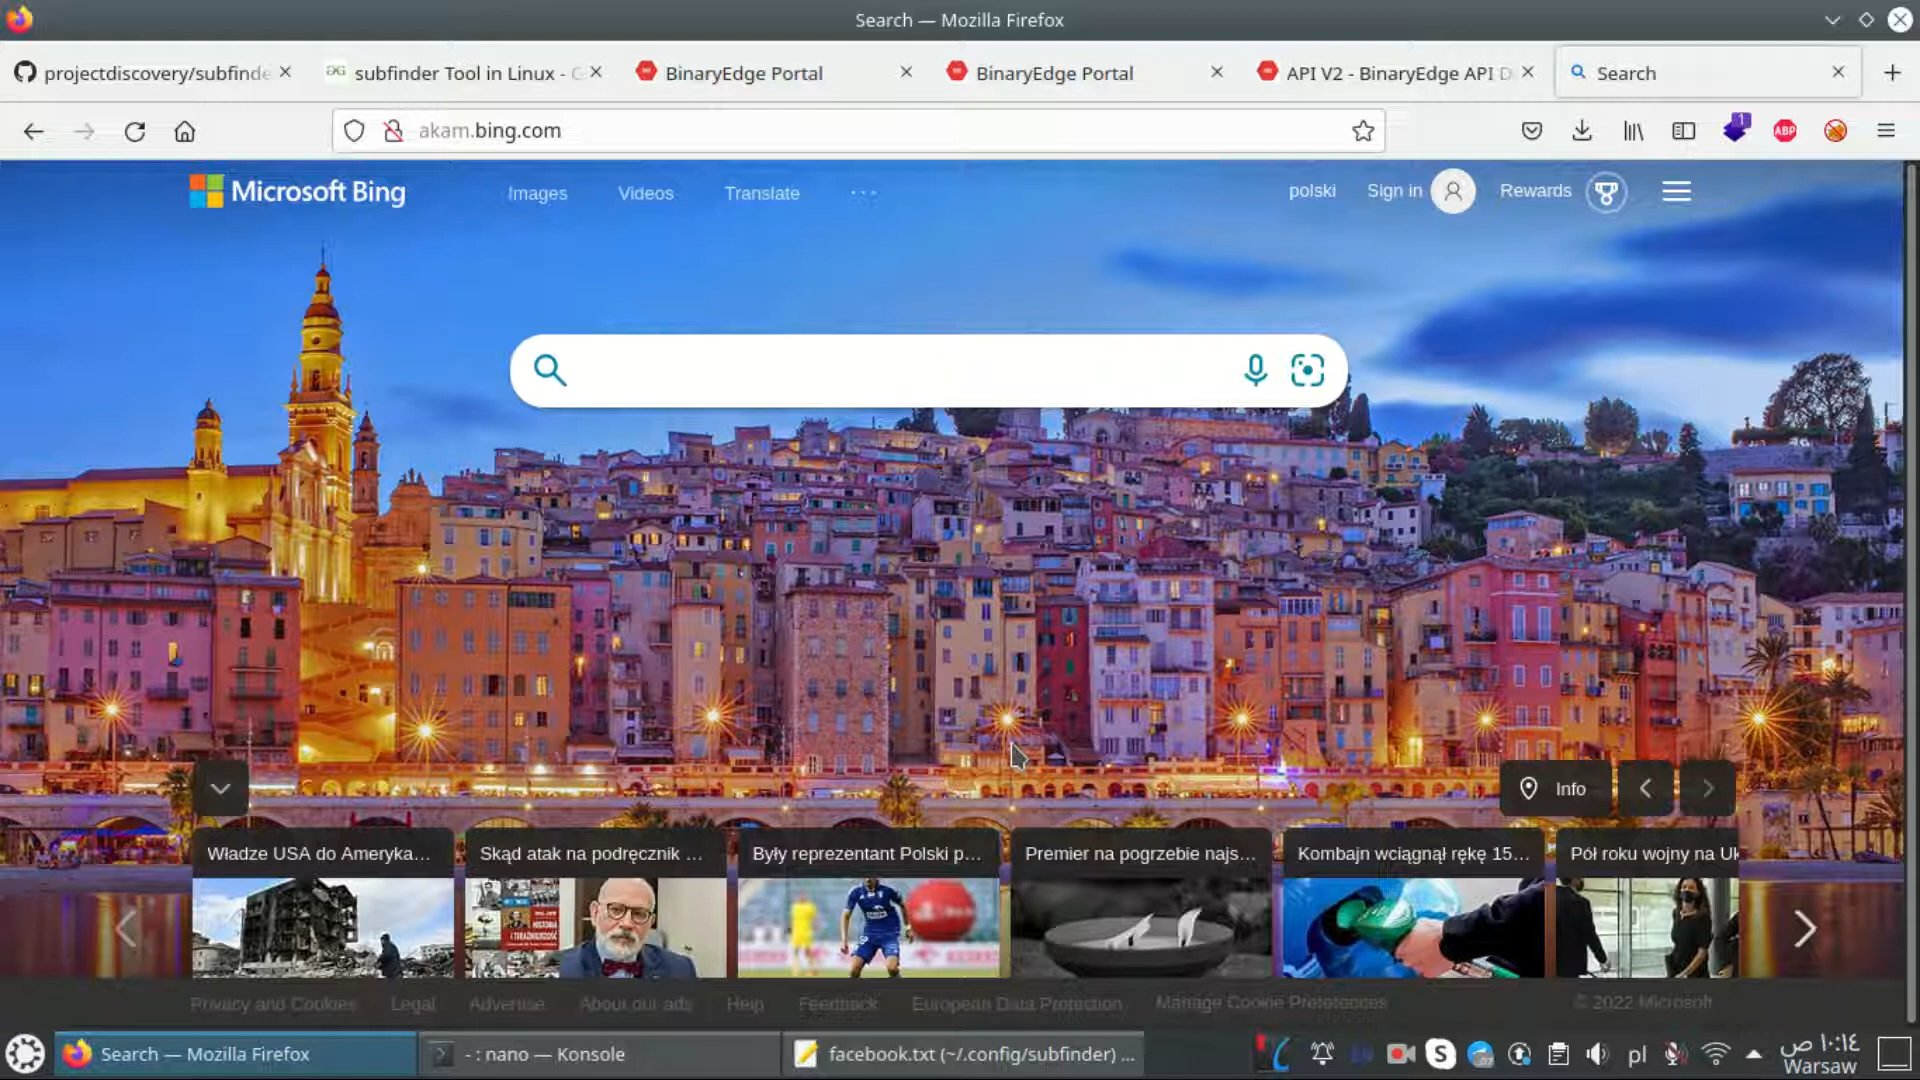 Search — Mozilla Firefox
projectdiscovery/subfinde
subfinder Tool in Linux - G
BinaryEdge Portal
BinaryEdge Portal
API V2 - BinaryEdge API D
Search
akam.bing.com
1
ABP
Microsoft Bing
Images
Videos
Translate
...
polski
Sign in
Rewards
Info
Władze USA do Ameryka...
Skąd atak na podręcznik ...
Były reprezentant Polski p...
Premier na pogrzebie najs...
Kombajn wciągnął rękę 15...
Pół roku wojny na Uk
Privacy and Cookies
Legal
Advertise
About our ads
Help
Feedback
European Data Protection
Manage Cookie Preferences
© 2022 Microsoft
Search — Mozilla Firefox
- : nano — Konsole
facebook.txt (~/.config/subfinder) ...
pl
١٠:١٤ ص
Warsaw